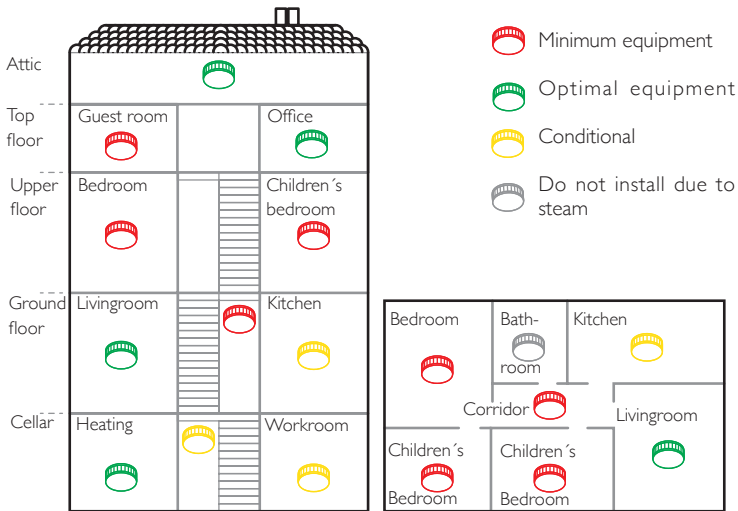 Attic
Top
floor
Guest room
Office
Upper
floor
Bedroom
Children´s
bedroom
Ground
floor
Livingroom
Kitchen
Cellar
Heating
Workroom
Minimum equipment
Optimal equipment
Conditional
Do not install due to
steam
Bedroom
Bath-
room
Kitchen
Corridor
Livingroom
Children´s
Bedroom
Children´s
Bedroom